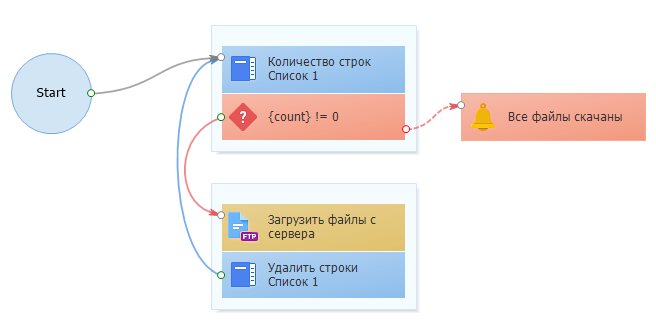 Start
Количество строк
Список 1
?
{count} != 0
Все файлы скачаны
Загрузить файлы с
сервера
FTP
Удалить строки
Список 1